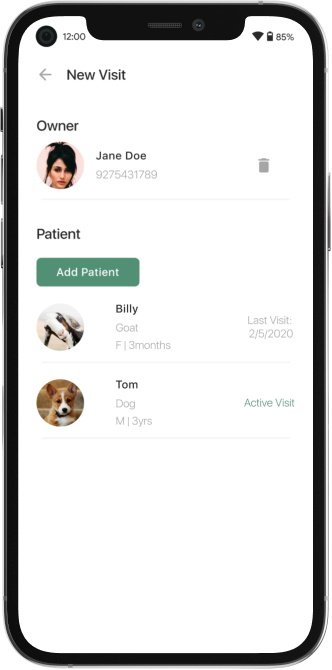 12:00
85%
New Visit
Owner
Jane Doe
9275431789
Patient
Add Patient
Billy
Goat
F | 3months
Last Visit:
2/5/2020
Tom
Dog
M | 3yrs
Active Visit